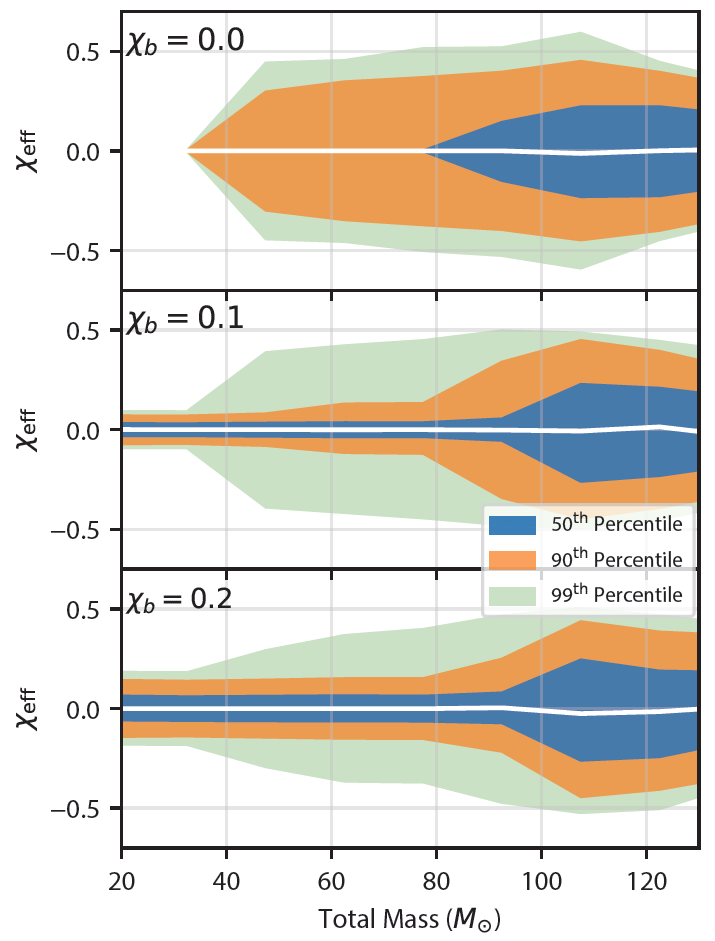 χb = 0.0
0.5
0.0
−0.5
χeff
χb = 0.1
0.5
0.0
−0.5
χeff
50th Percentile
90th Percentile
99th Percentile
χb = 0.2
0.5
0.0
−0.5
χeff
20 40 60 80 100 120
Total Mass (M⊙)